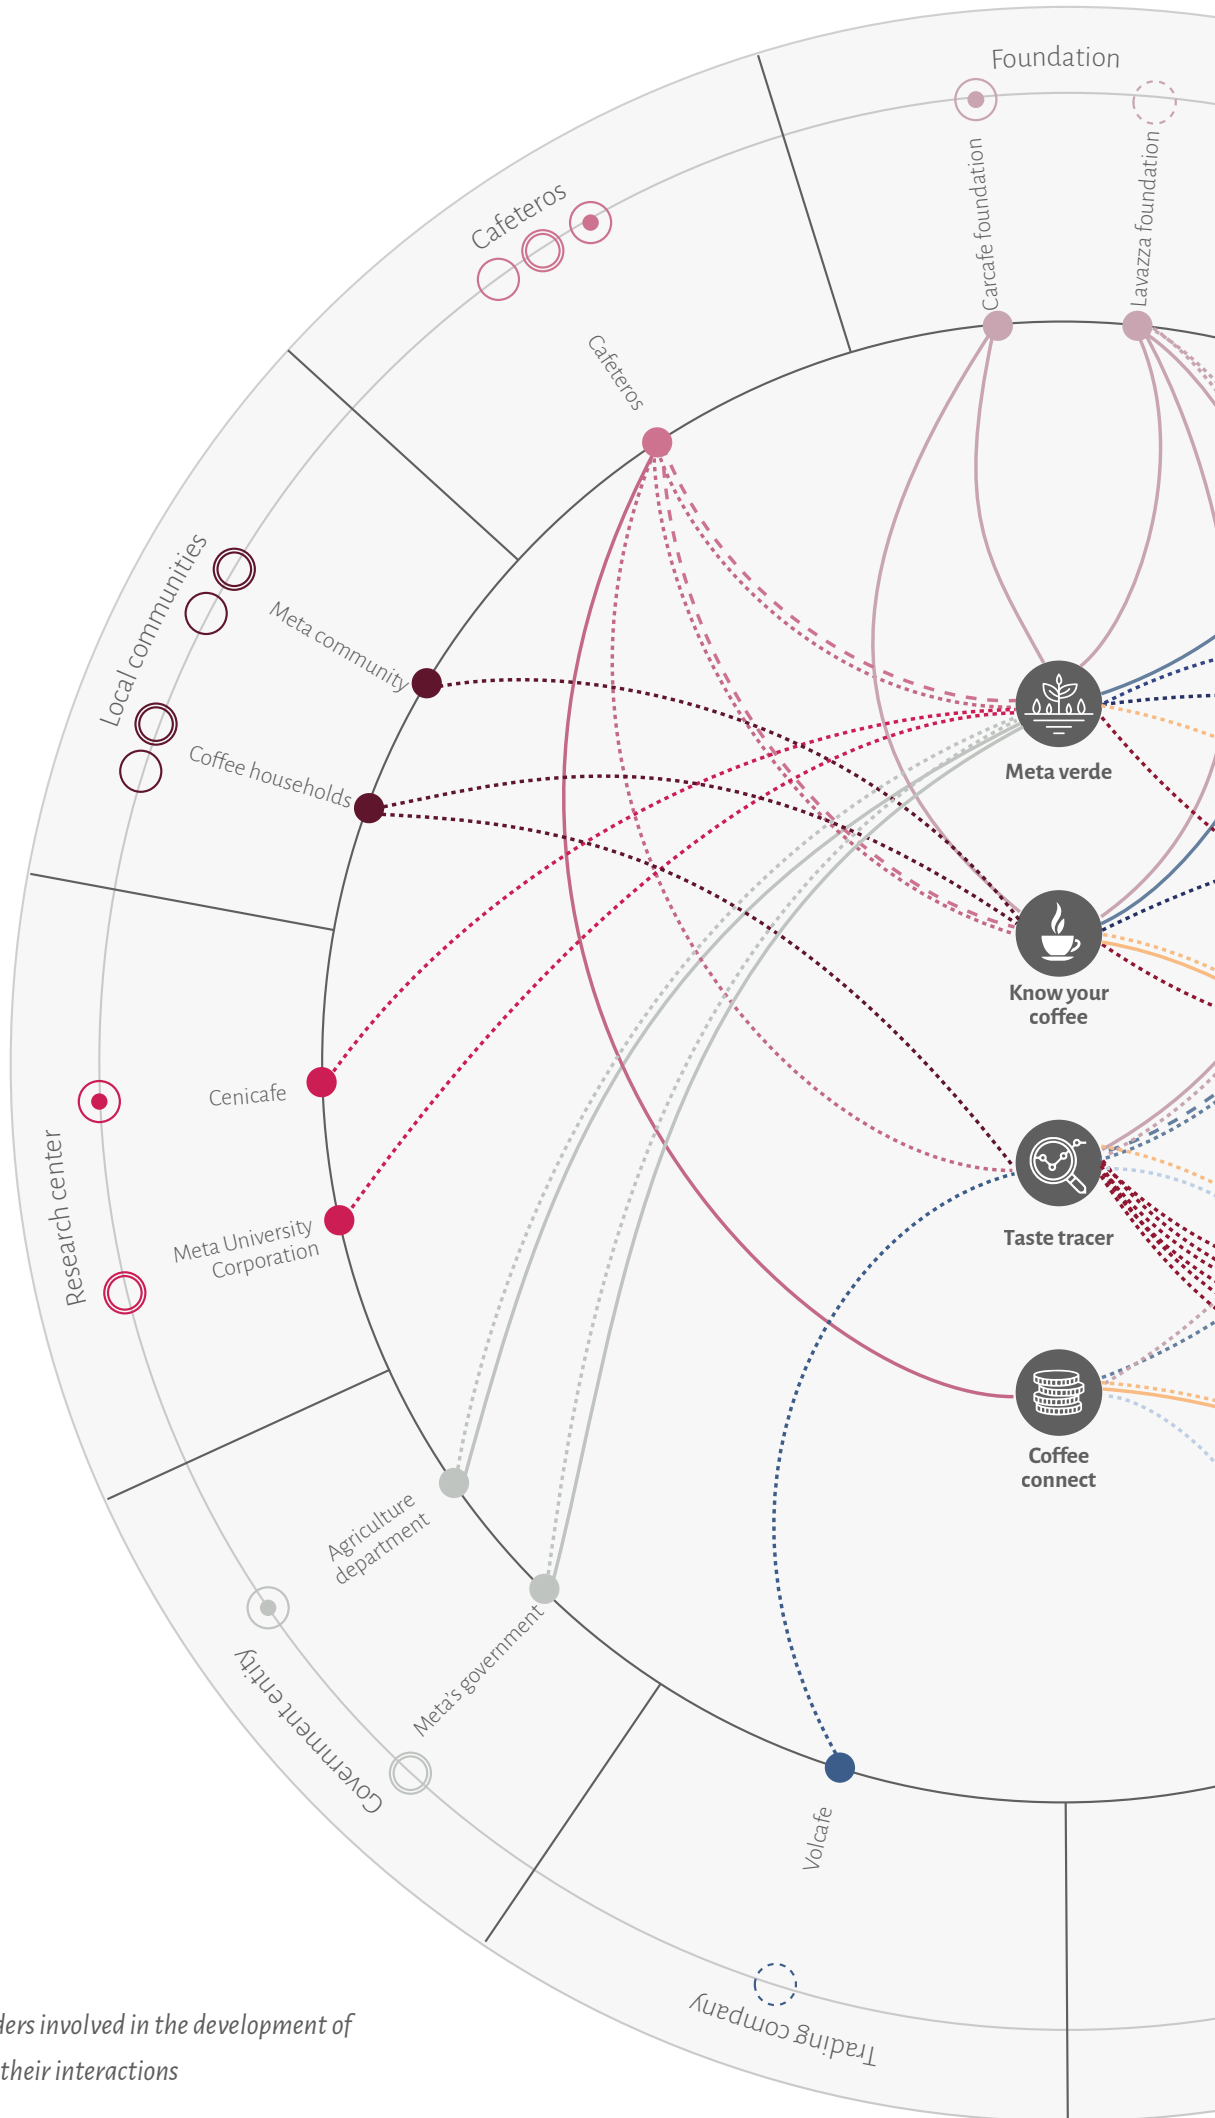 Foundation
Carcafe foundation
Lavazza foundation
Cafeteros
Cafeteros
Local communities
Meta community
Coffee households
Meta verde
Know your
coffee
Research center
Cenicafe
Meta University
Corporation
Taste tracer
Coffee
connect
Agriculture
department
Meta's government
Government entity
Volcafe
Trading company
ders involved in the development of
their interactions